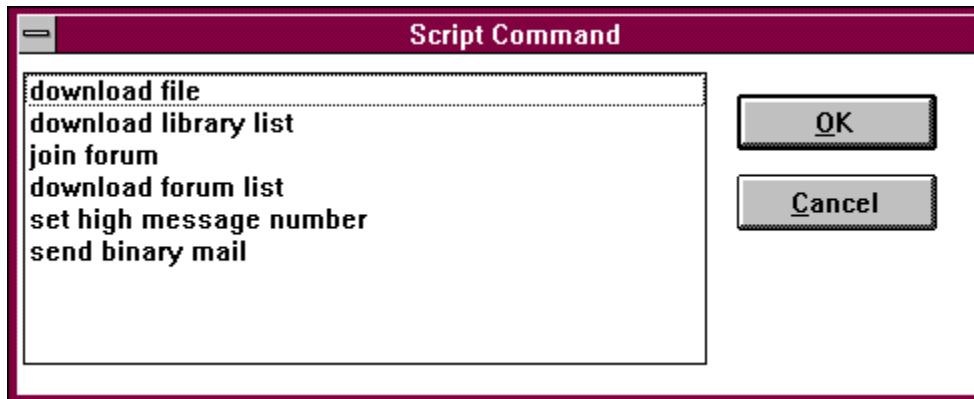 Script Command
download file
download library list
join forum
download forum list
set high message number
send binary mail
OK
Cancel